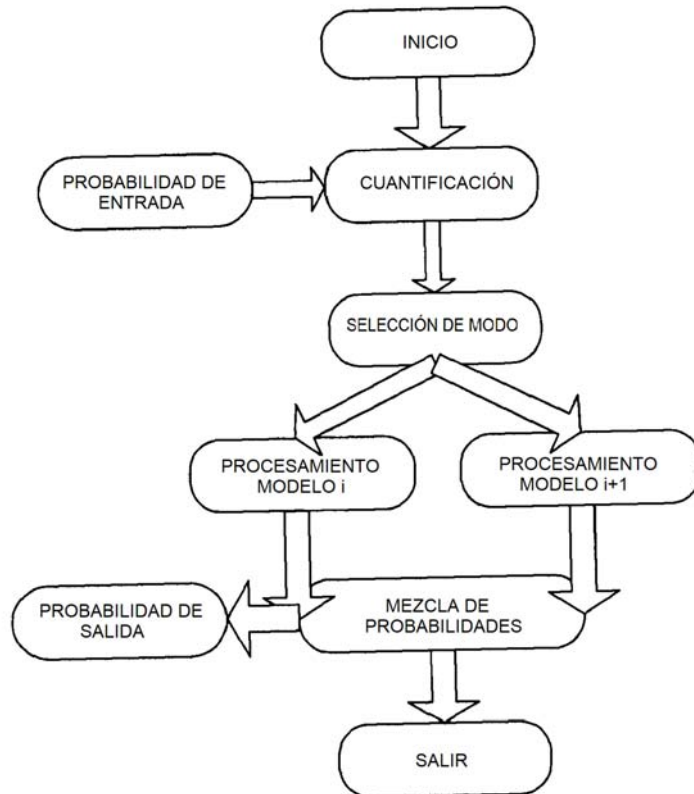 INICIO
PROBABILIDAD DE
ENTRADA
CUANTIFICACIÓN
SELECCIÓN DE MODO
PROCESAMIENTO
MODELO i
PROCESAMIENTO
MODELO i+1
PROBABILIDAD DE
SALIDA
MEZCLA DE
PROBABILIDADES
SALIR